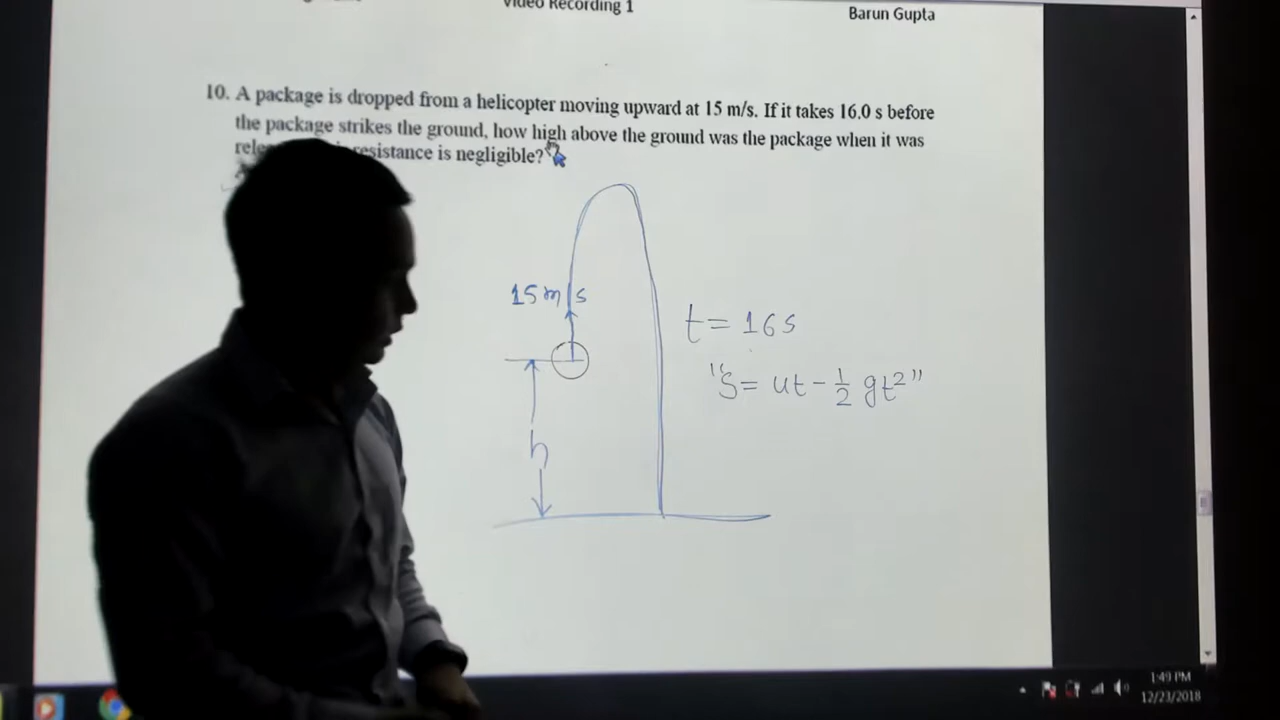 Video Recording 1
Barun Gupta
10. A package is dropped from a helicopter moving upward at 15 m/s. If it takes 16.0 s before
the package strikes the ground, how high above the ground was the package when it was
resistance is negligible?
15 m/s
t = 16 s
"S = ut - 1/2 gt²"
h
1:49 PM
12/23/2018